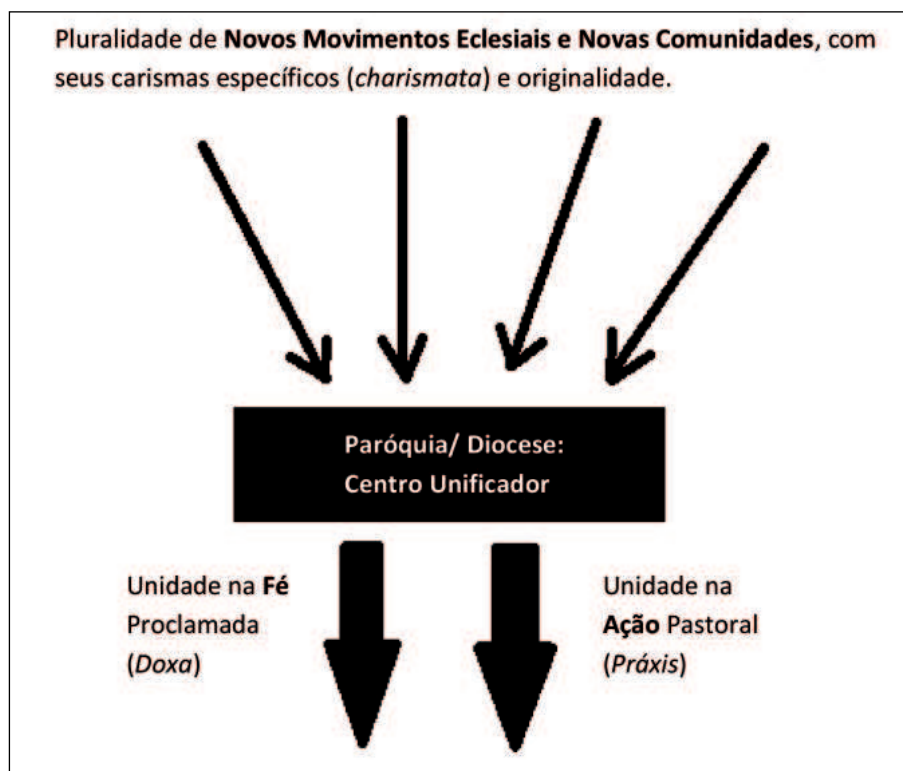 Pluralidade de Novos Movimentos Eclesiais e Novas Comunidades, com
seus carismas específicos (charismata) e originalidade.
Paróquia/ Diocese:
Centro Unificador
Unidade na Fé
Proclamada
(Doxa)
Unidade na
Ação Pastoral
(Práxis)